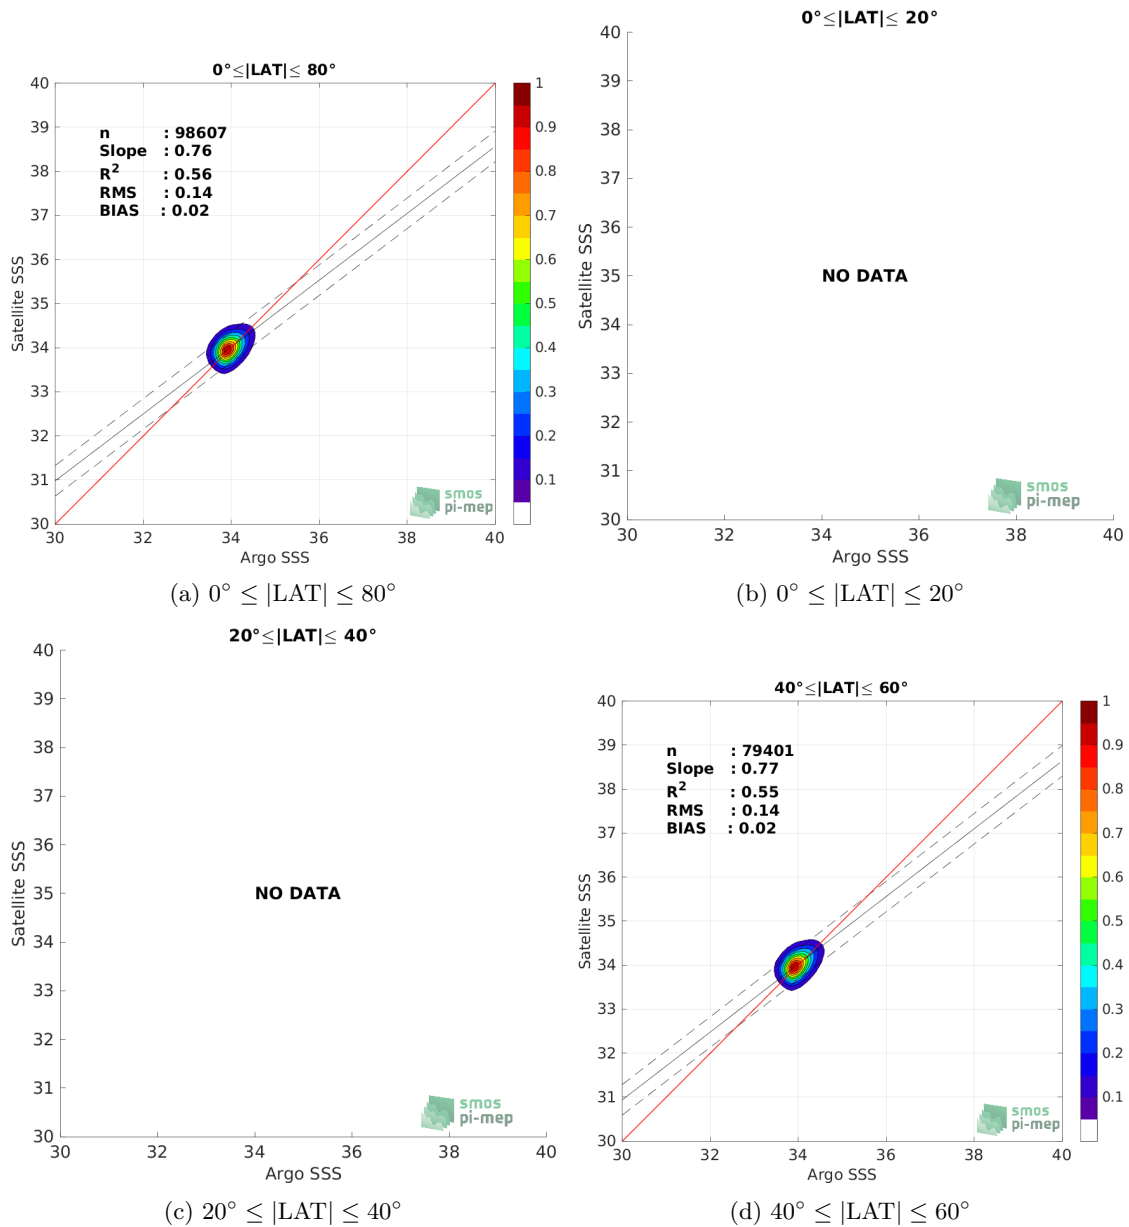 0°≤|LAT|≤ 80°
40
39
38
37
36
35
34
33
32
31
30
Satellite SSS
n : 98607
Slope : 0.76
R² : 0.56
RMS : 0.14
BIAS : 0.02
smos
pi-mep
30 32 34 36 38 40
Argo SSS
1
0.9
0.8
0.7
0.6
0.5
0.4
0.3
0.2
0.1
(a) 0° ≤ |LAT| ≤ 80°
0°≤|LAT|≤ 20°
40
39
38
37
36
35
34
33
32
31
30
Satellite SSS
NO DATA
smos
pi-mep
30 32 34 36 38 40
Argo SSS
(b) 0° ≤ |LAT| ≤ 20°
20°≤|LAT|≤ 40°
40
39
38
37
36
35
34
33
32
31
30
Satellite SSS
NO DATA
smos
pi-mep
30 32 34 36 38 40
Argo SSS
(c) 20° ≤ |LAT| ≤ 40°
40°≤|LAT|≤ 60°
40
39
38
37
36
35
34
33
32
31
30
Satellite SSS
n : 79401
Slope : 0.77
R² : 0.55
RMS : 0.14
BIAS : 0.02
smos
pi-mep
30 32 34 36 38 40
Argo SSS
1
0.9
0.8
0.7
0.6
0.5
0.4
0.3
0.2
0.1
(d) 40° ≤ |LAT| ≤ 60°